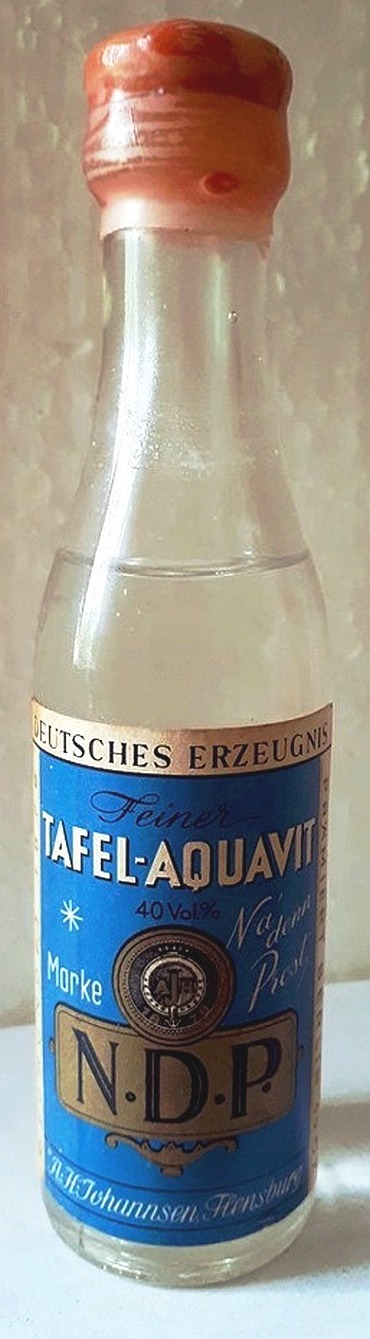 DEUTSCHES ERZEUGNIS
Feiner
TAFEL-AQUAVIT
40 Vol.%
Na'
denn
Prost
Marke
N.D.P.
A.H. Johannsen, Flensburg